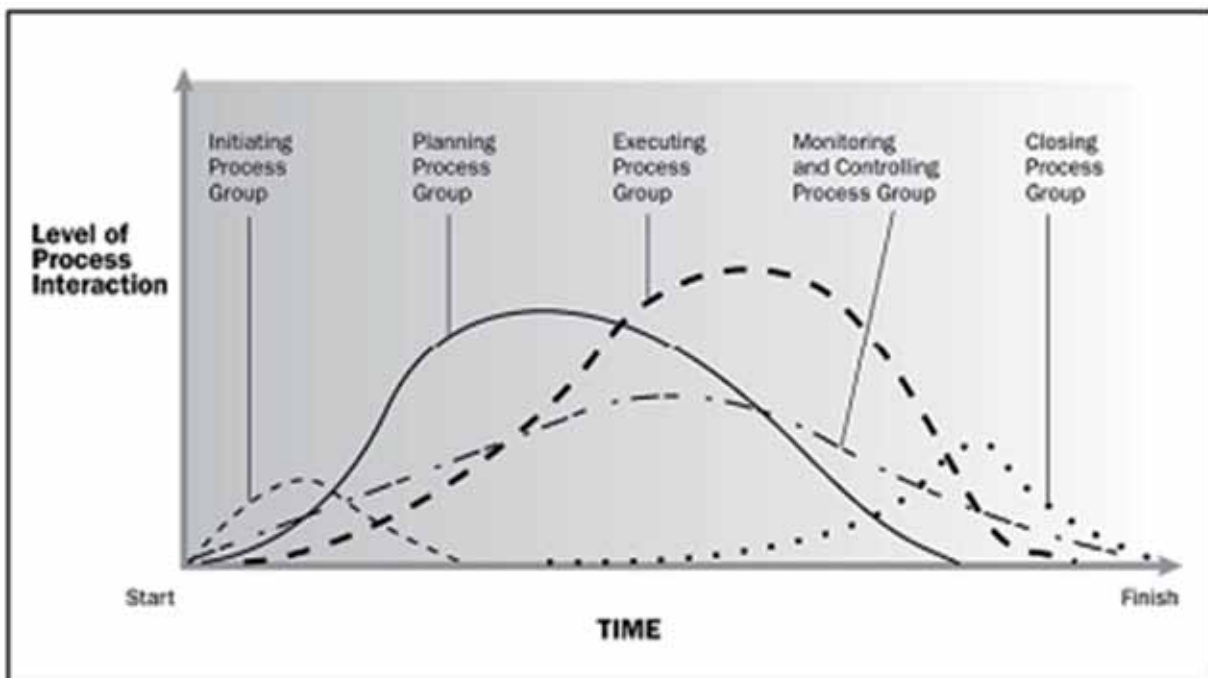 Initiating
Process
Group
Planning
Process
Group
Executing
Process
Group
Monitoring
and Controlling
Process Group
Closing
Process
Group
Level of
Process
Interaction
Start
Finish
TIME